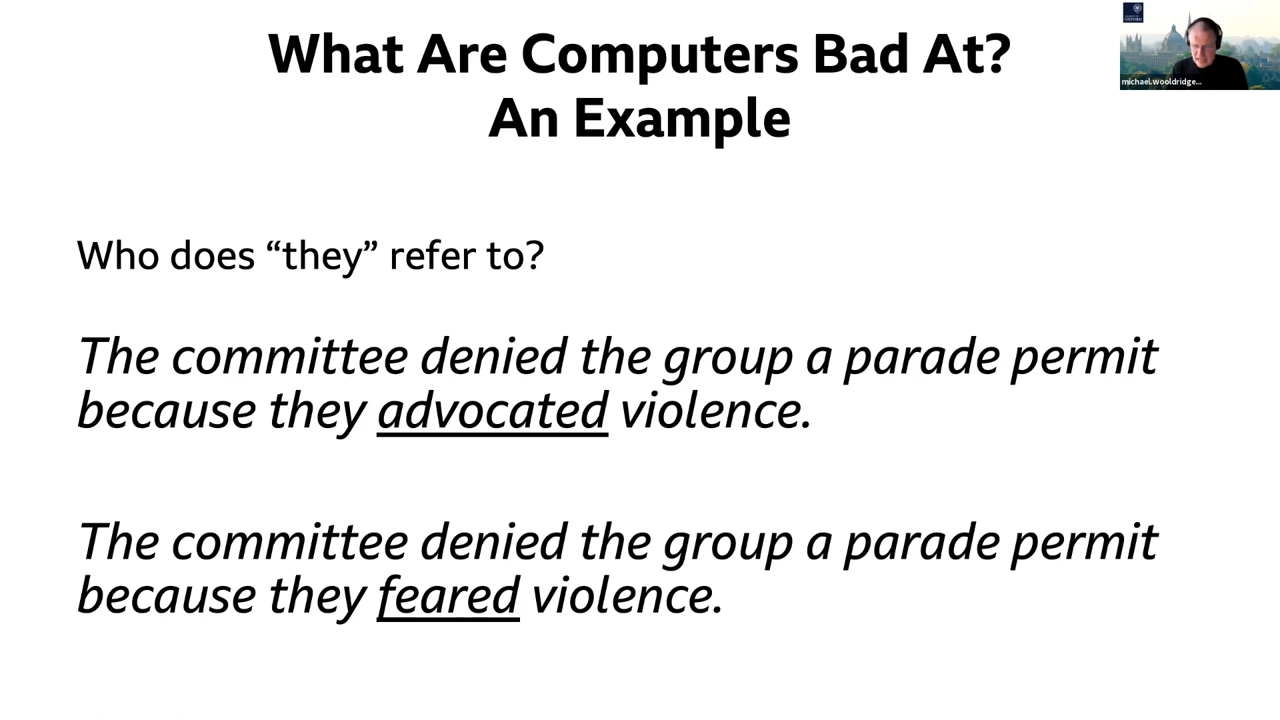 What Are Computers Bad At?
An Example
michael.wooldridge...
Who does “they” refer to?
The committee denied the group a parade permit
because they advocated violence.
The committee denied the group a parade permit
because they feared violence.